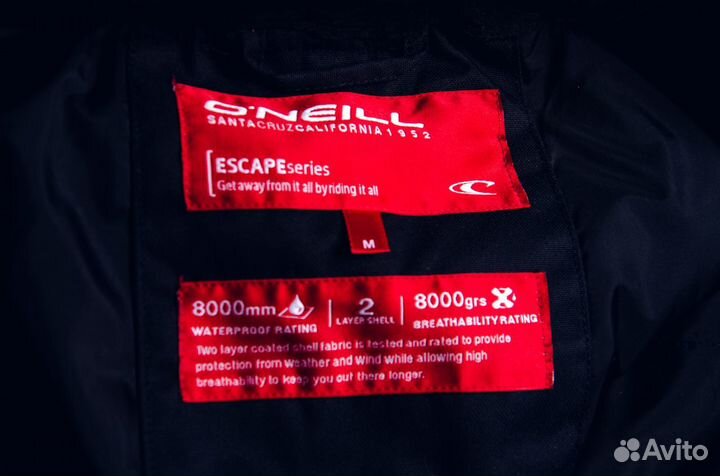 O'NEILL
SANTACRUZCALIFORNIA1952
ESCAPEseries
Get away from it all by riding it all
M
8000mm
WATERPROOF RATING
2
LAYER SHELL
8000grs
BREATHABILITY RATING
Two layer coated shell fabric is tested and rated to provide
protection from weather and wind while allowing high
breathability to keep you out there longer.
Avito